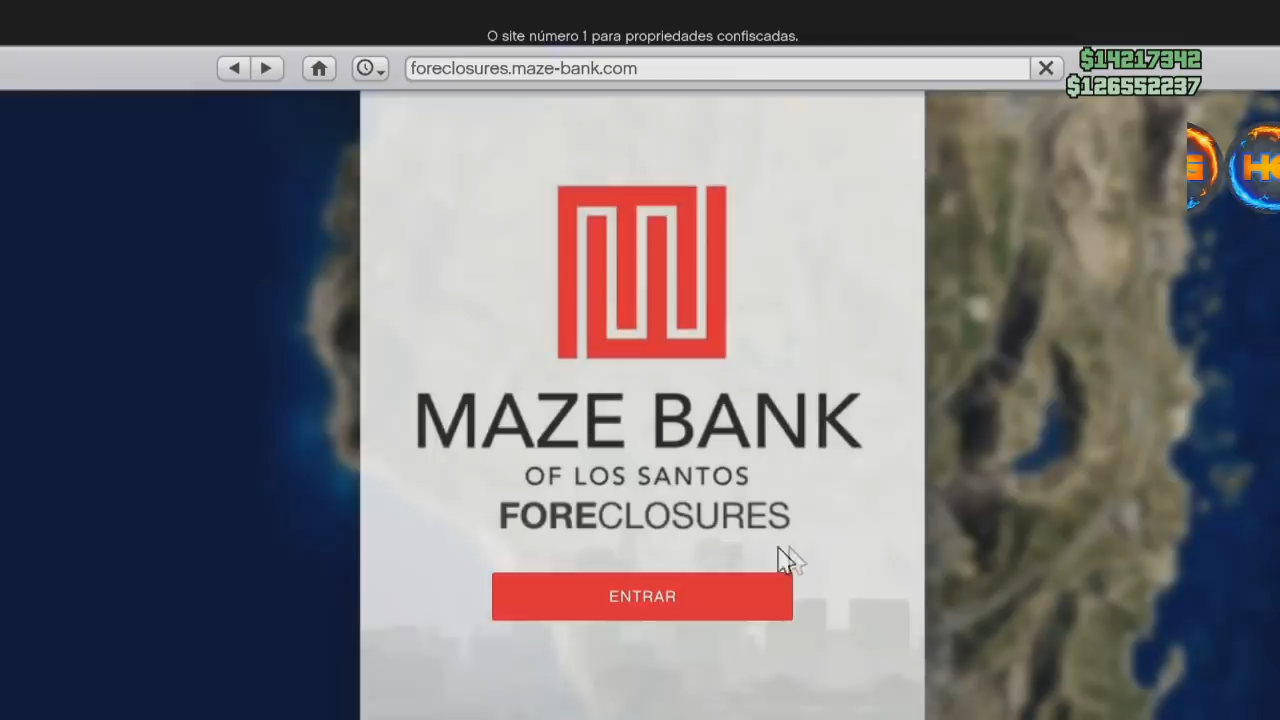 O site número 1 para propriedades confiscadas.
foreclosures.maze-bank.com
$14217342
$126552237
G
HG
MAZE BANK
OF LOS SANTOS
FORECLOSURES
ENTRAR